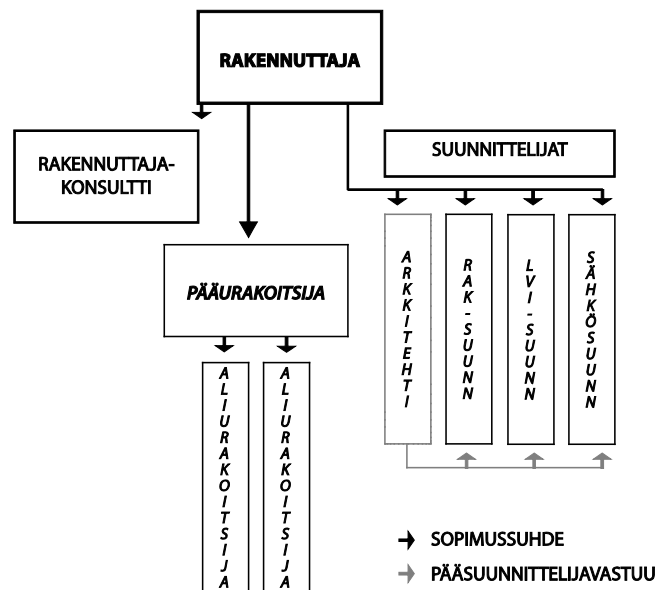 RAKENNUTTAJA
RAKENNUTTAJA-
KONSULTTI
SUUNNITTELIJAT
PÄÄURAKOITSIJA
ARKKITEHTI
RAK-SUUNN
LVI-SUUNN
SÄHKÖSUUNN
ALIURAKOITSIJA
ALIURAKOITSIJA
SOPIMUSSUHDE
PÄÄSUUNNITTELIJAVASTUU